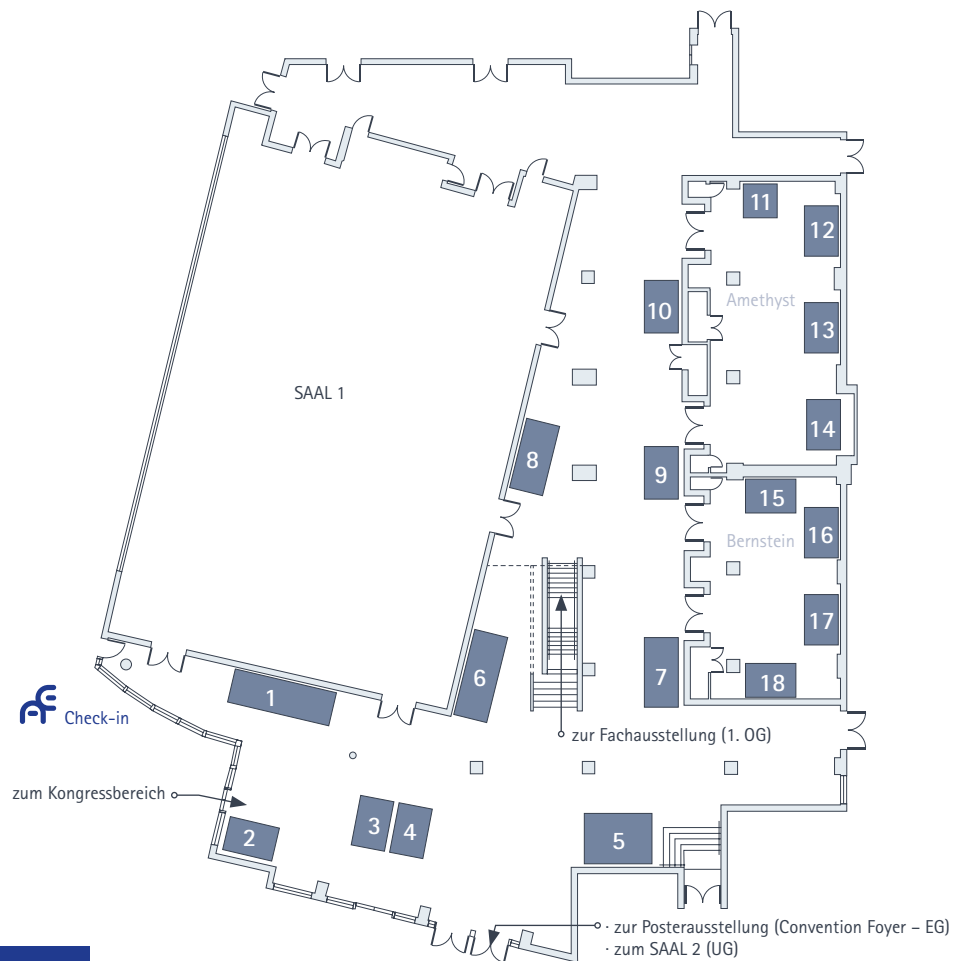 11
12
10
Amethyst
13
SAAL 1
14
8
9
15
16
Bernstein
17
6
7
18
1
Check-in
zur Fachausstellung (1. OG)
zum Kongressbereich
2
3
4
5
· zur Posterausstellung (Convention Foyer – EG)
· zum SAAL 2 (UG)